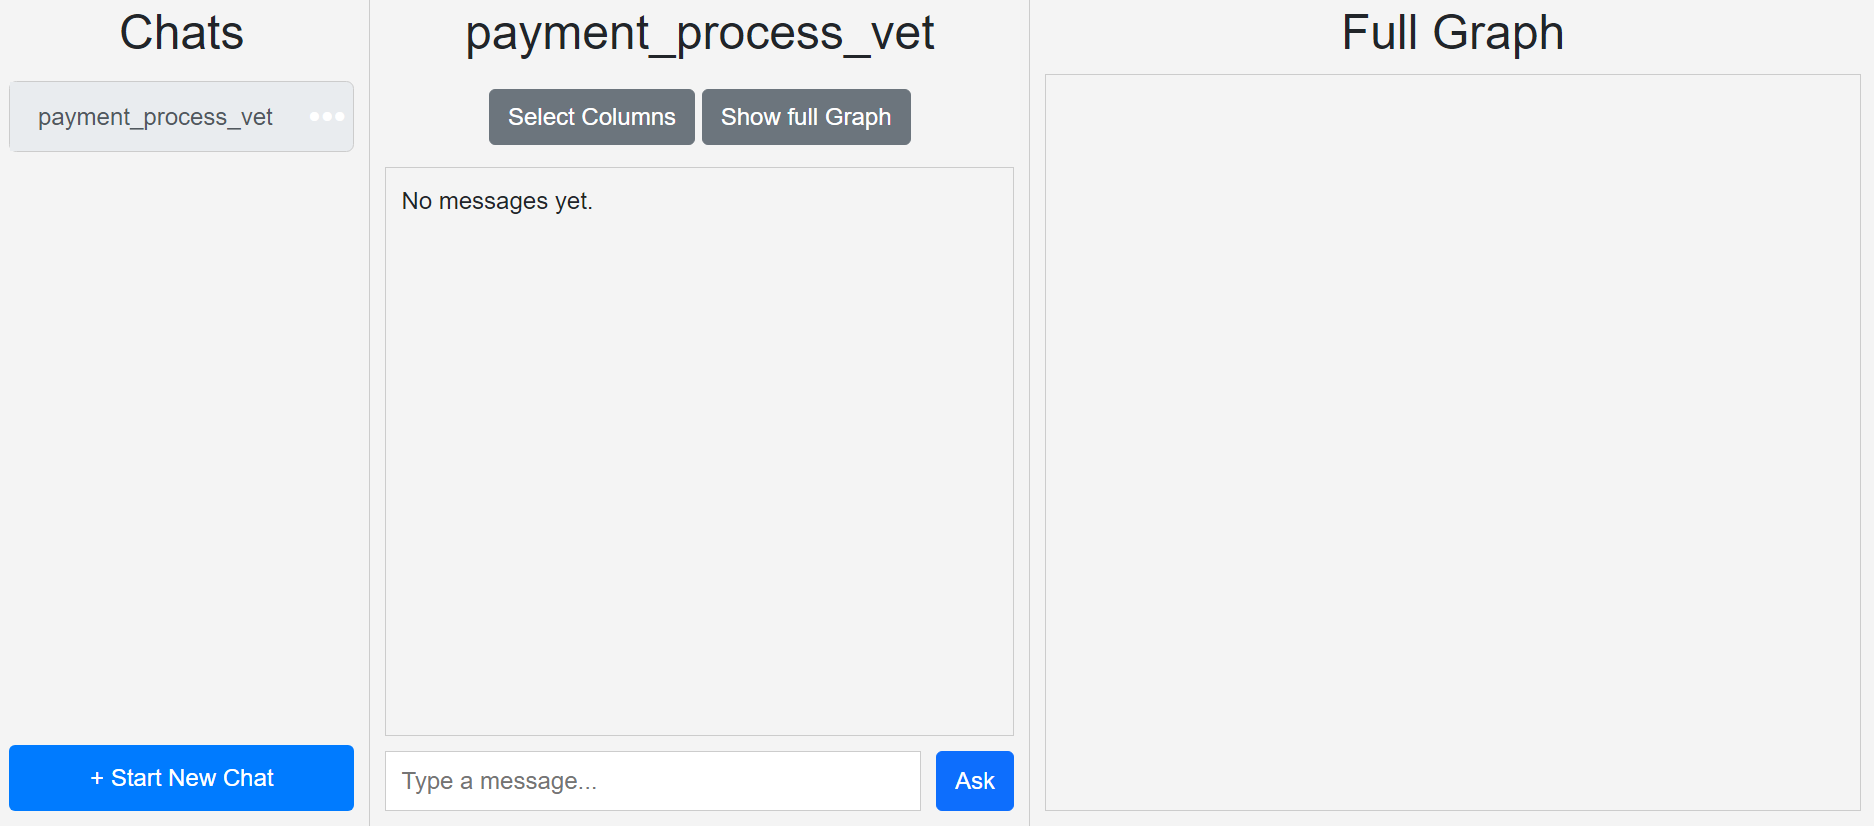 Chats
payment_process_vet
+ Start New Chat
payment_process_vet
Select Columns
Show full Graph
No messages yet.
Type a message...
Ask
Full Graph